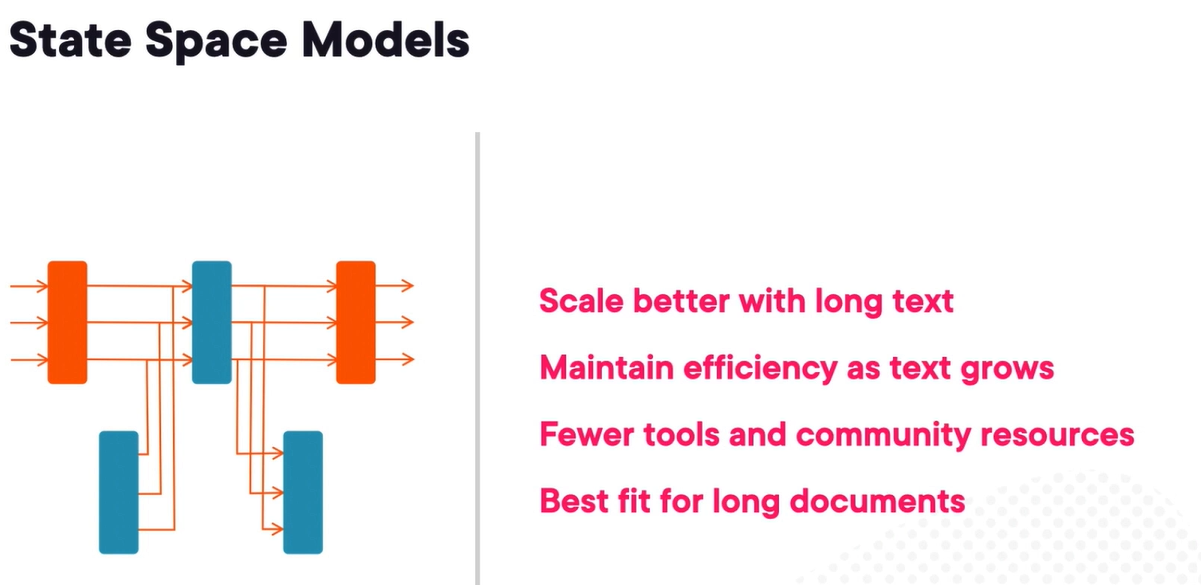 State Space Models
Scale better with long text
Maintain efficiency as text grows
Fewer tools and community resources
Best fit for long documents